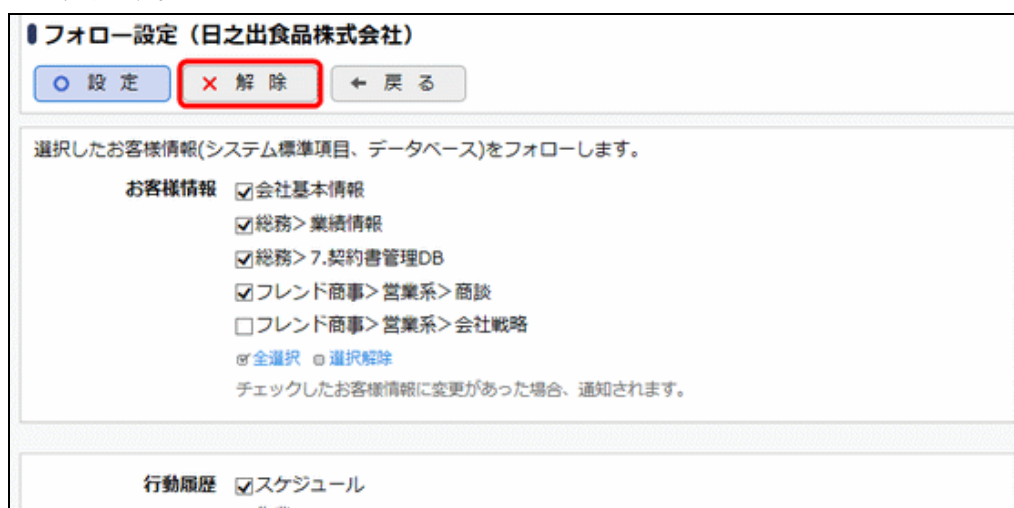 フォロー設定（日之出食品株式会社）
設 定 解 除 戻 る
選択したお客様情報(システム標準項目、データベース)をフォローします。
お客様情報 会社基本情報
総務＞業績情報
総務＞7.契約書管理DB
フレンド商事＞営業系＞商談
フレンド商事＞営業系＞会社戦略
全選択 選択解除
チェックしたお客様情報に変更があった場合、通知されます。
行動履歴 スケジュール